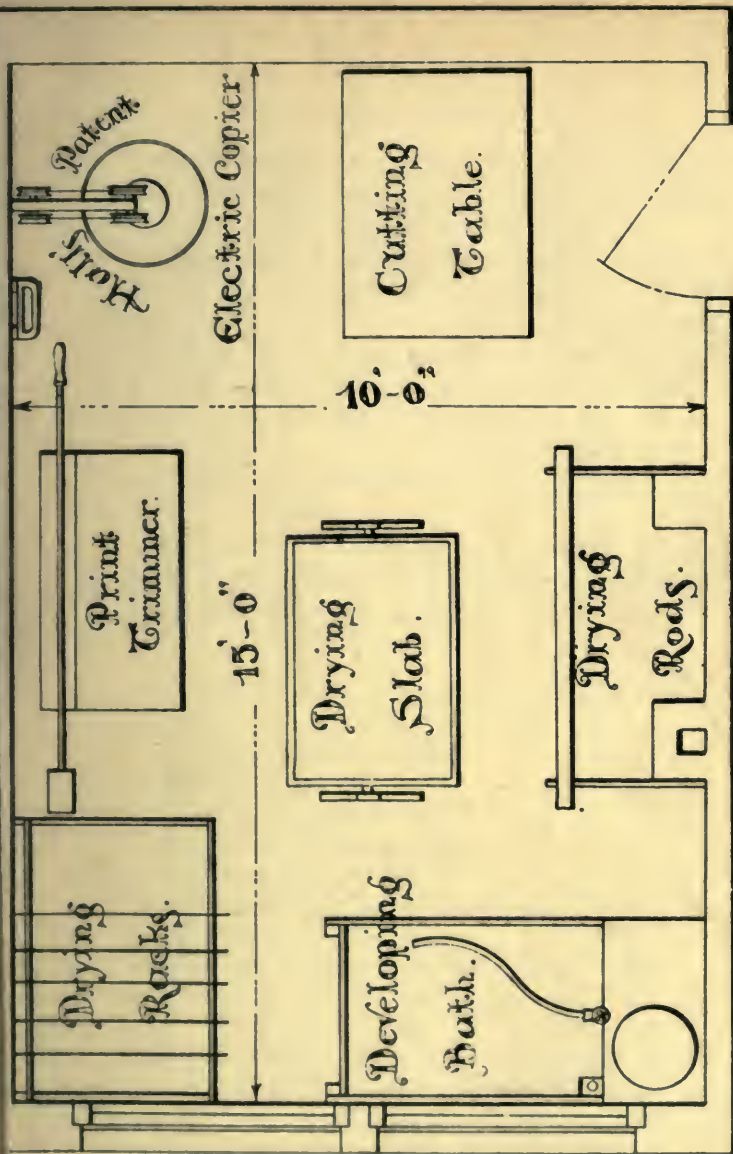 Hall's Patent
Electric Copier
Cutting
Table.
10'-0"
Print
Trimmer.
15'-0"
Drying
Slab.
Drying
Rods.
Drying
Racks.
Developing
Bath.